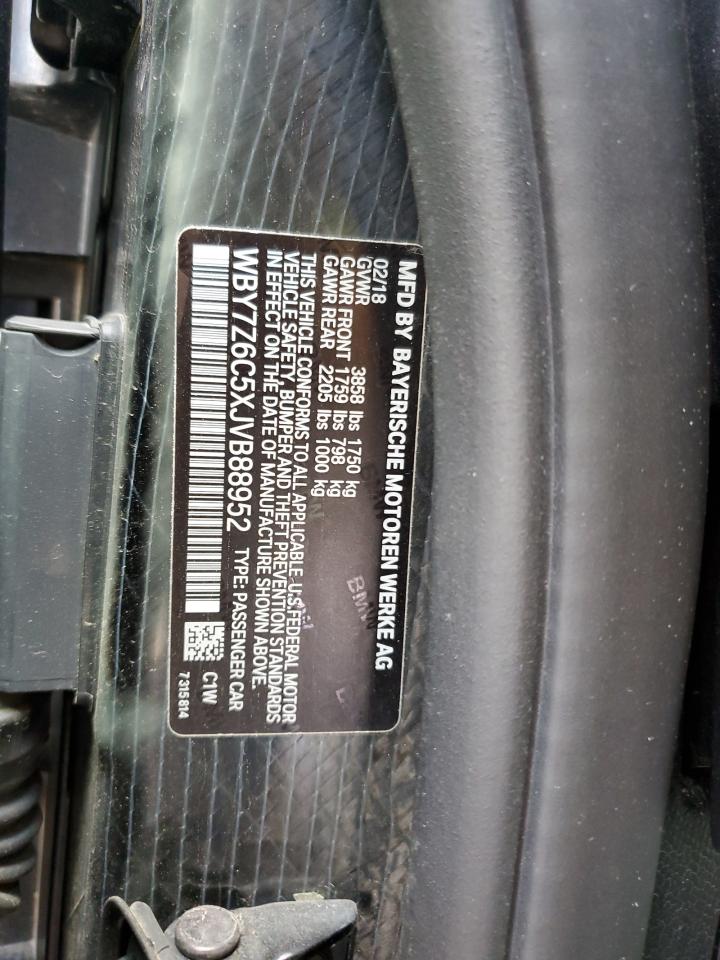 MFD BY BAYERISCHE MOTOREN WERKE AG
02/18
GVWR 3858 lbs 1750 kg
GAWR FRONT 1759 lbs 798 kg
GAWR REAR 2205 lbs 1000 kg
THIS VEHICLE CONFORMS TO ALL APPLICABLE U.S.FEDERAL MOTOR
VEHICLE SAFETY, BUMPER AND THEFT PREVENTION STANDARDS
IN EFFECT ON THE DATE OF MANUFACTURE SHOWN ABOVE.
WBY7Z6C5XJVB88952 TYPE: PASSENGER CAR
C1W
7315814
BMW